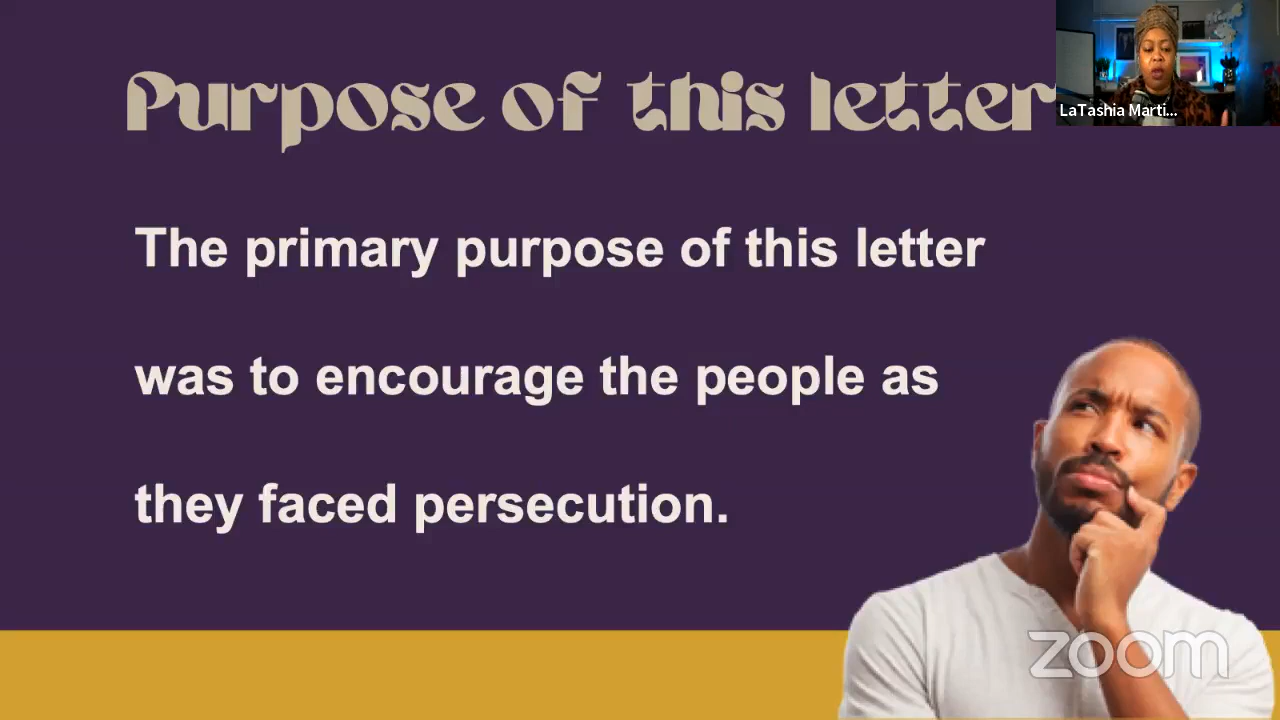 Purpose of this letter
LaTashia Marti...
The primary purpose of this letter
was to encourage the people as
they faced persecution.
zoom